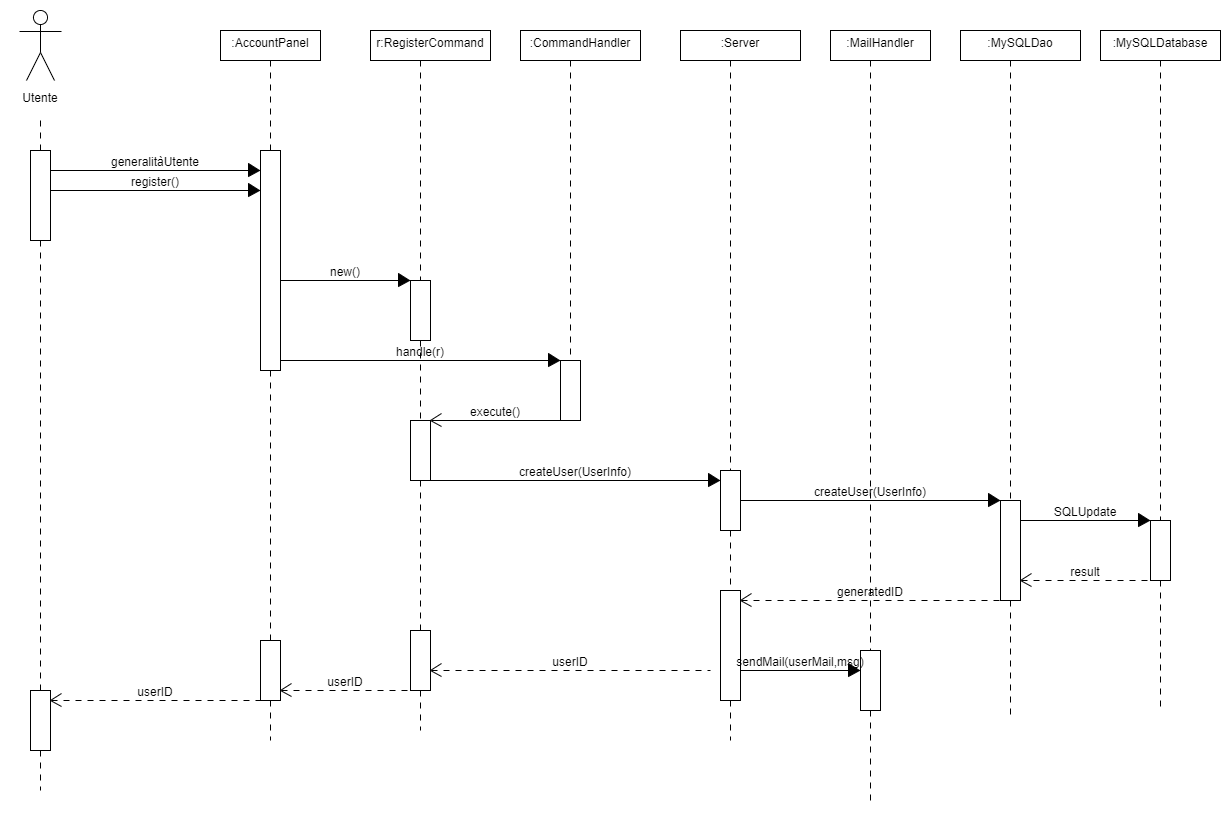 :AccountPanel
r:RegisterCommand
:CommandHandler
:Server
:MailHandler
:MySQLDao
:MySQLDatabase
Utente
generalitàUtente
register()
new()
handle(r)
execute()
createUser(UserInfo)
createUser(UserInfo)
SQLUpdate
result
generatedID
sendMail(userMail,msg)
userID
userID
userID